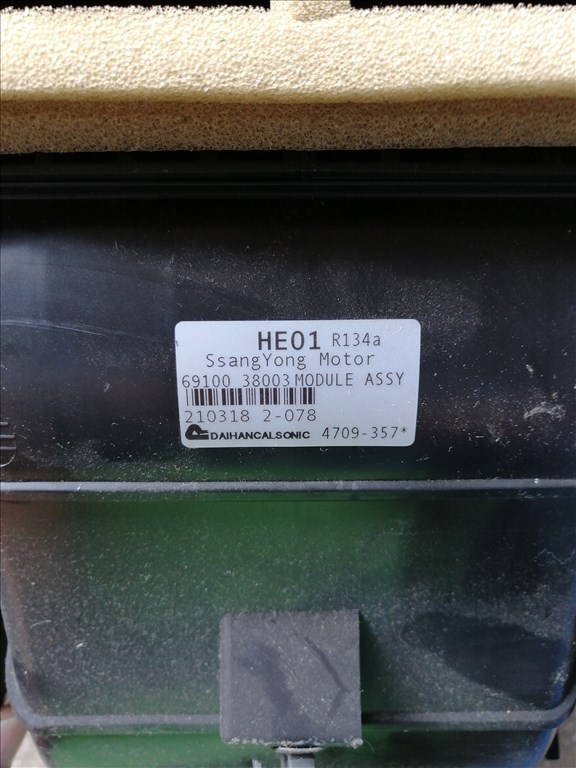 HE01 R134a
SsangYong Motor
69100 38003 MODULE ASSY
210318 2-078
DAIHANCALSONIC 4709-357*